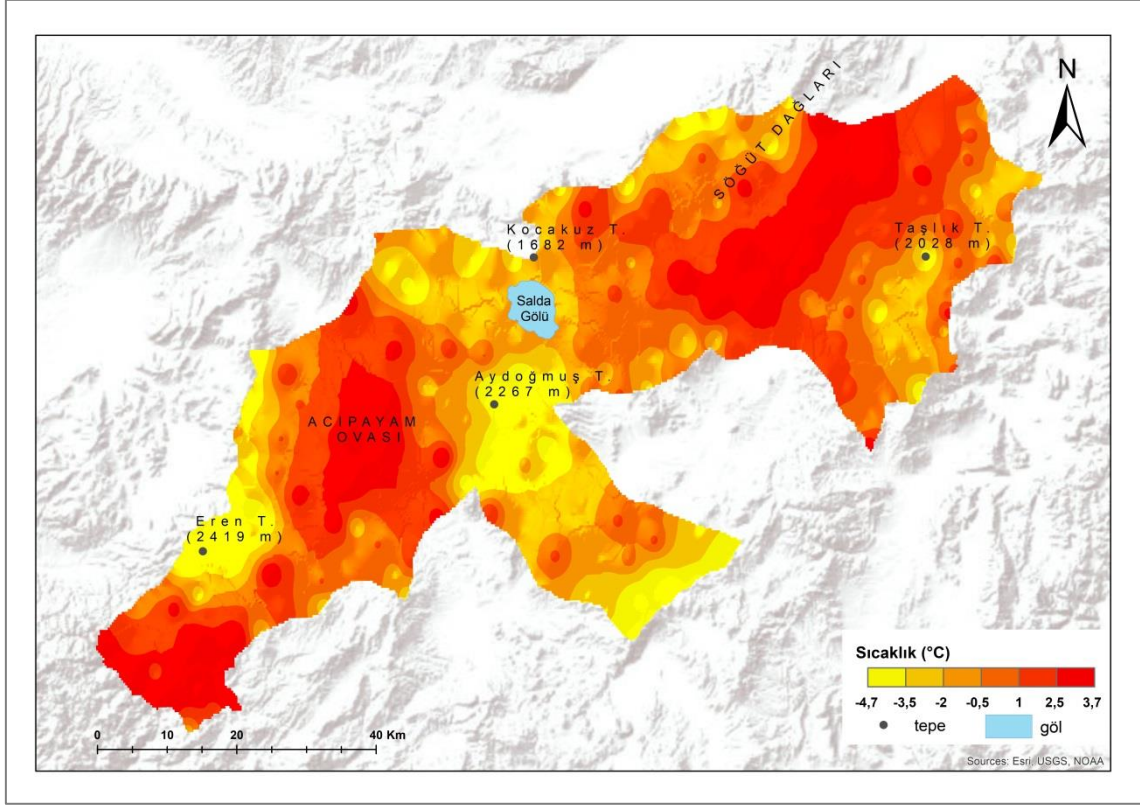 N
SÖĞÜT DAĞLARI
Kocakuz T.
(1682 m)
Taşlık T.
(2028 m)
Salda
Gölü
Aydoğmuş T.
(2267 m)
ACIPAYAM
OVASI
Eren T.
(2419 m)
Sıcaklık (°C)
-4,7 -3,5 -2 -0,5 1 2,5 3,7
tepe göl
0 10 20 40 Km
Sources: Esri, USGS, NOAA